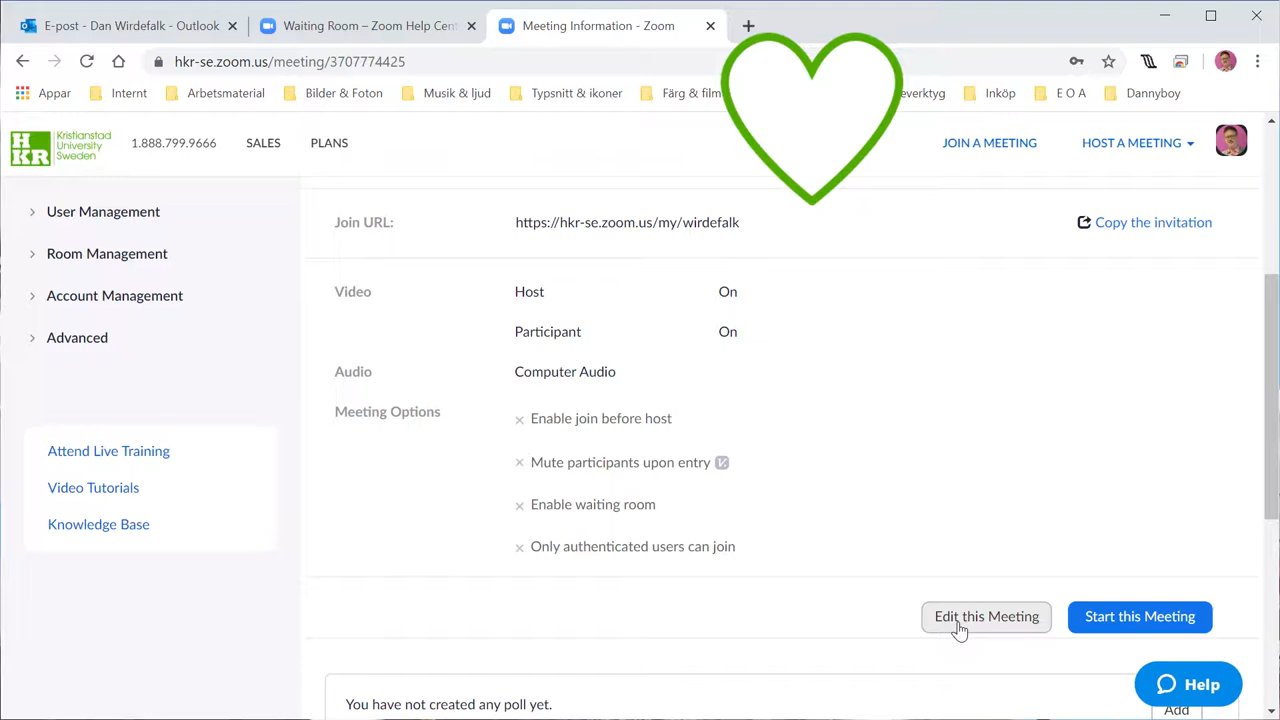 E-post - Dan Wirdefalk - Outlook
Waiting Room – Zoom Help Cent
Meeting Information - Zoom
hkr-se.zoom.us/meeting/3707774425
Appar
Internt
Arbetsmaterial
Bilder & Foton
Musik & ljud
Typsnitt & ikoner
Färg & film
everktyg
Inköp
E O A
Dannyboy
HKR
Kristianstad
University
Sweden
1.888.799.9666
SALES
PLANS
JOIN A MEETING
HOST A MEETING
User Management
Room Management
Account Management
Advanced
Attend Live Training
Video Tutorials
Knowledge Base
Join URL: https://hkr-se.zoom.us/my/wirdefalk
Copy the invitation
Video Host On
Participant On
Audio Computer Audio
Meeting Options
Enable join before host
Mute participants upon entry
Enable waiting room
Only authenticated users can join
Edit this Meeting
Start this Meeting
You have not created any poll yet.
Add
Help